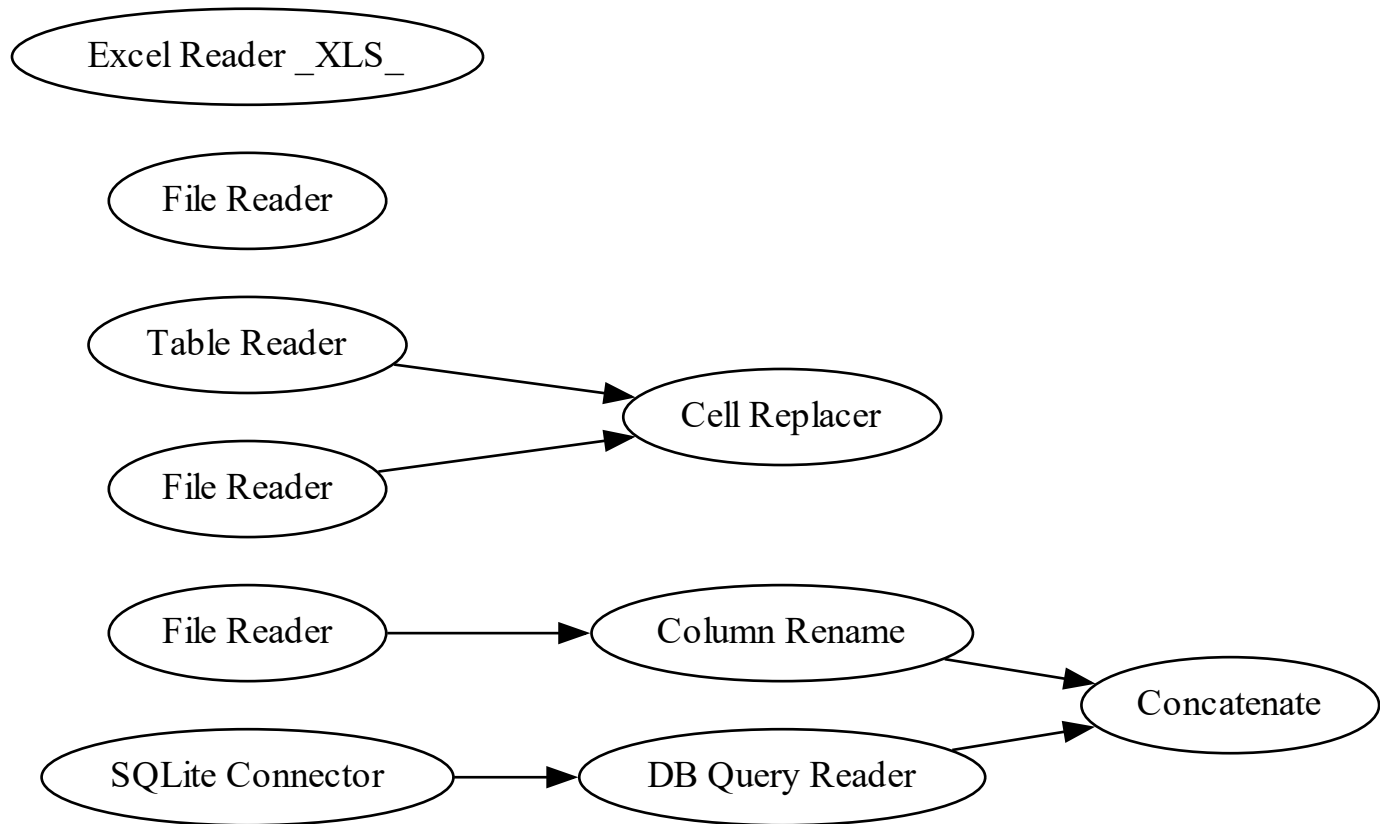 Excel Reader _XLS_
File Reader
Table Reader
Cell Replacer
File Reader
File Reader
Column Rename
Concatenate
SQLite Connector
DB Query Reader